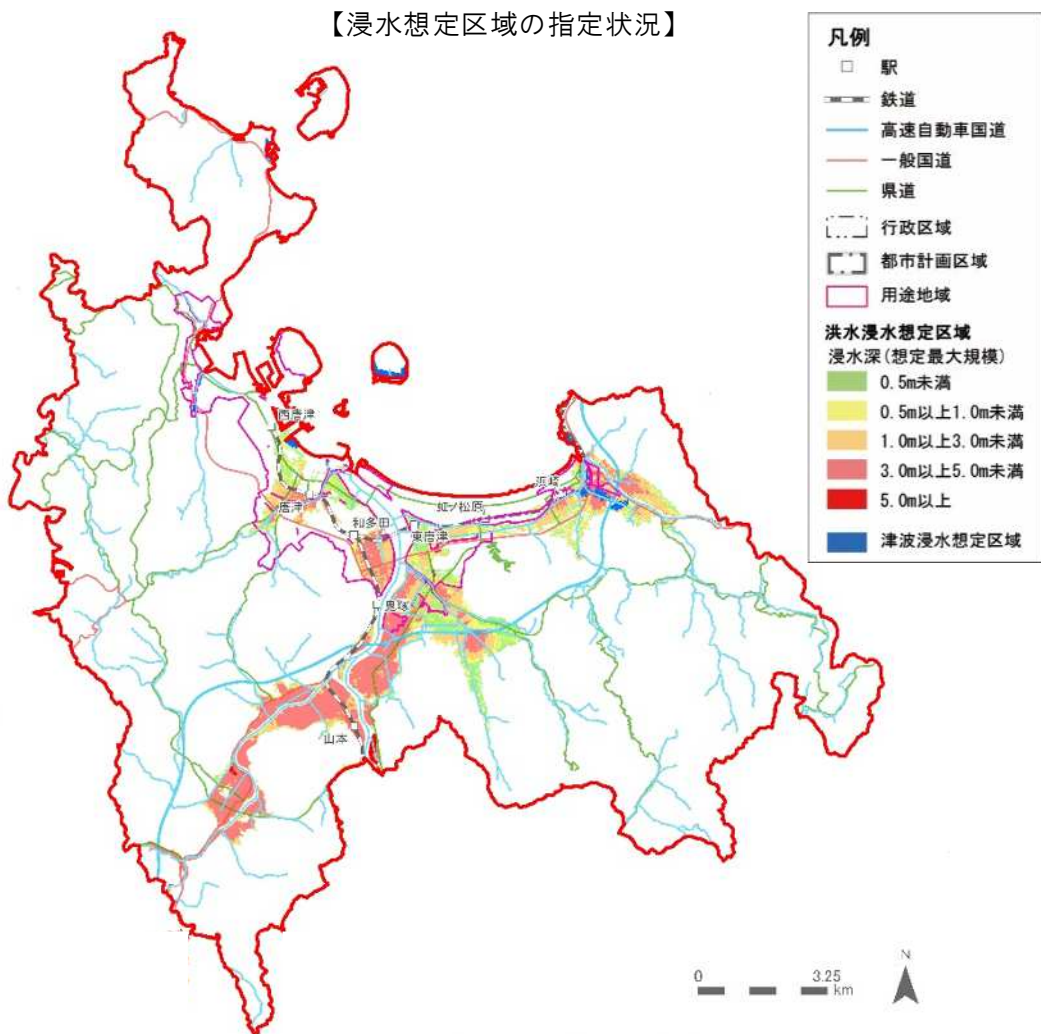 【浸水想定区域の指定状況】
凡例
駅
鉄道
高速自動車国道
一般国道
県道
行政区域
都市計画区域
用途地域
洪水浸水想定区域
浸水深(想定最大規模)
0.5m未満
0.5m以上1.0m未満
1.0m以上3.0m未満
3.0m以上5.0m未満
5.0m以上
津波浸水想定区域
西唐津
浜崎
虹ノ松原
唐津
和多田
東唐津
鬼塚
山本
0 3.25
km
N